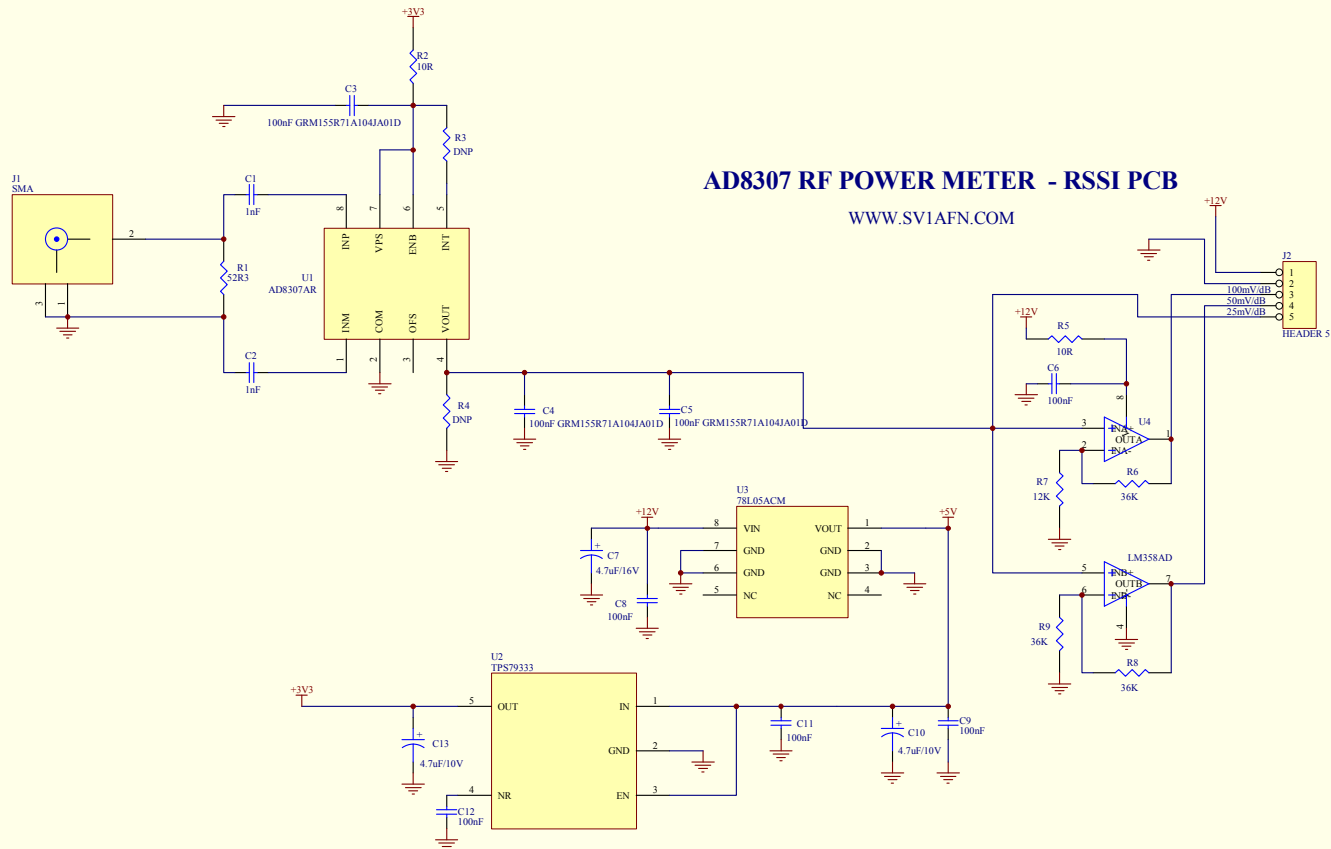 +3V3
R2
10R
C3
100nF GRM155R71A104JA01D
R3
DNP
AD8307 RF POWER METER - RSSI PCB
WWW.SV1AFN.COM
J1
SMA
2
3
1
C1
1nF
R1
52R3
C2
1nF
8
7
6
5
INP
VPS
ENB
INT
U1
AD8307AR
INM
COM
OFS
VOUT
1
2
3
4
R4
DNP
C4
100nF GRM155R71A104JA01D
C5
100nF GRM155R71A104JA01D
+12V
J2
1
2
3
4
5
100mV/dB
50mV/dB
25mV/dB
HEADER 5
+12V
R5
10R
C6
100nF
8
U4
3
INA+
OUTA
1
2
INA-
R7
12K
R6
36K
LM358AD
5
INB+
OUTB
7
6
INB-
4
R9
36K
R8
36K
U3
78L05ACM
+12V
+5V
C7
4.7uF/16V
C8
100nF
8
VIN
VOUT
1
7
GND
GND
2
6
GND
GND
3
5
NC
NC
4
U2
TPS79333
+3V3
5
OUT
IN
1
GND
2
4
NR
EN
3
C13
4.7uF/10V
C12
100nF
C11
100nF
C10
4.7uF/10V
C9
100nF